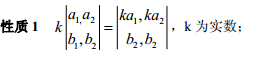 a₁,a₂ ka₁,ka₂
性质 1 k| |=| |,k 为实数;
b₁,b₂ b₂,b₂